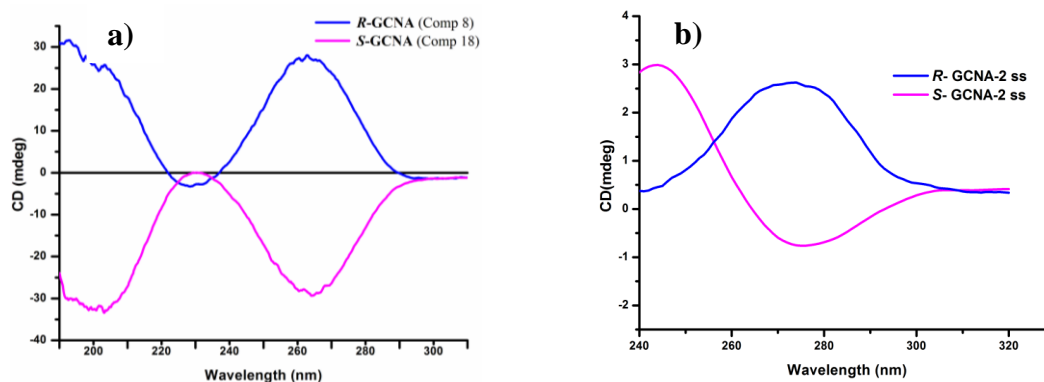 a)
R-GCNA (Comp 8)
S-GCNA (Comp 18)
CD (mdeg)
30
20
10
0
-10
-20
-30
-40
200 220 240 260 280 300
Wavelength (nm)
b)
R- GCNA-2 ss
S- GCNA-2 ss
CD(mdeg)
4
3
2
1
0
-1
-2
240 260 280 300 320
Wavelength (nm)